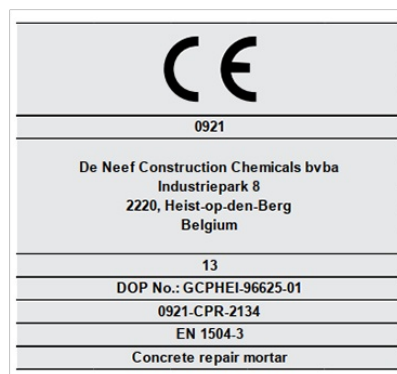 CE
0921
De Neef Construction Chemicals bvba
Industriepark 8
2220, Heist-op-den-Berg
Belgium
13
DOP No.: GCPHEI-96625-01
0921-CPR-2134
EN 1504-3
Concrete repair mortar